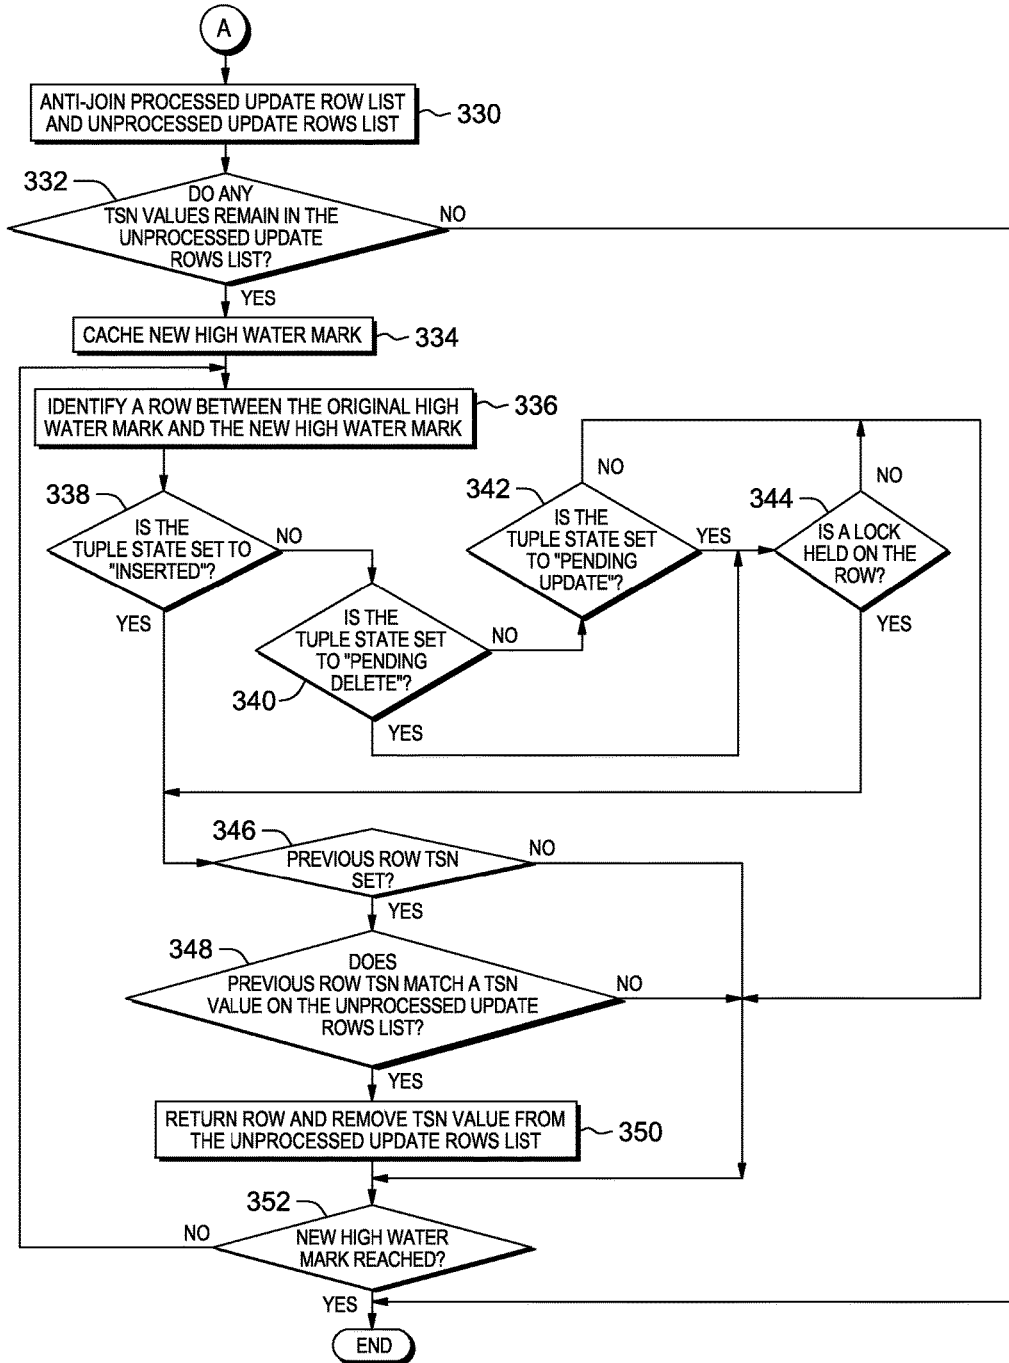 A
ANTI-JOIN PROCESSED UPDATE ROW LIST
AND UNPROCESSED UPDATE ROWS LIST
330
332
DO ANY
TSN VALUES REMAIN IN THE
UNPROCESSED UPDATE
ROWS LIST?
NO
YES
CACHE NEW HIGH WATER MARK
334
IDENTIFY A ROW BETWEEN THE ORIGINAL HIGH
WATER MARK AND THE NEW HIGH WATER MARK
336
338
IS THE
TUPLE STATE SET TO
"INSERTED"?
NO
YES
IS THE
TUPLE STATE SET
TO "PENDING
DELETE"?
340
NO
YES
342
IS THE
TUPLE STATE SET
TO "PENDING
UPDATE"?
NO
YES
344
IS A LOCK
HELD ON THE
ROW?
NO
YES
346
PREVIOUS ROW TSN
SET?
NO
YES
348
DOES
PREVIOUS ROW TSN MATCH A TSN
VALUE ON THE UNPROCESSED UPDATE
ROWS LIST?
NO
YES
RETURN ROW AND REMOVE TSN VALUE FROM
THE UNPROCESSED UPDATE ROWS LIST
350
352
NEW HIGH WATER
MARK REACHED?
NO
YES
END